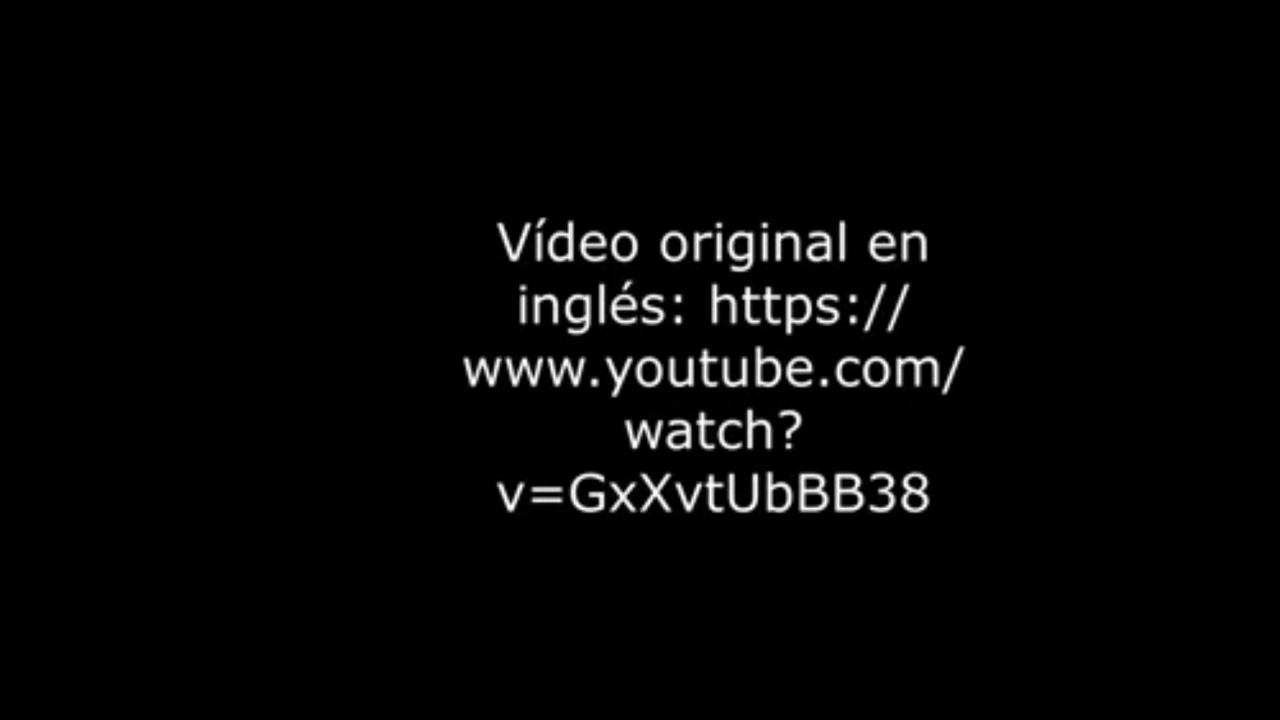 Vídeo original en
inglés: https://
www.youtube.com/
watch?
v=GxXvtUbBB38